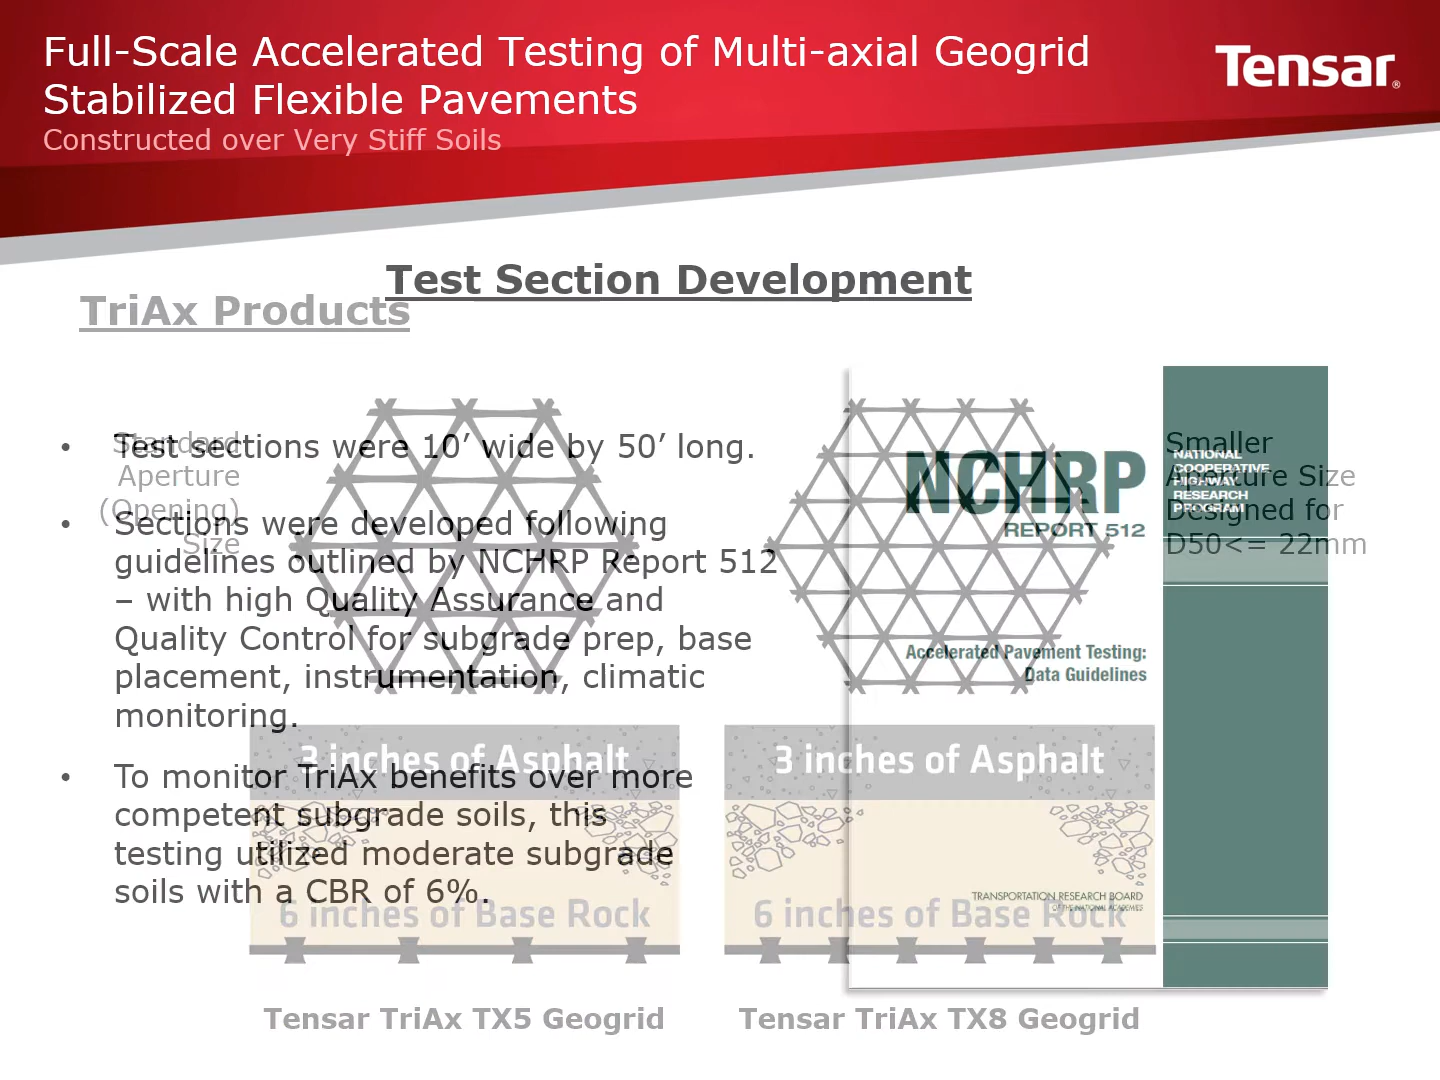 Full-Scale Accelerated Testing of Multi-axial Geogrid
Stabilized Flexible Pavements
Constructed over Very Stiff Soils
Tensar®
Test Section Development
• Test sections were 10’ wide by 50’ long.
• Sections were developed following
guidelines outlined by NCHRP Report 512
– with high Quality Assurance and
Quality Control for subgrade prep, base
placement, instrumentation, climatic
monitoring.
• To monitor TriAx benefits over more
competent subgrade soils, this
testing utilized moderate subgrade
soils with a CBR of 6%.
NCHRP
REPORT 512
NATIONAL
COOPERATIVE
HIGHWAY
RESEARCH
PROGRAM
Accelerated Pavement Testing:
Data Guidelines
TRANSPORTATION RESEARCH BOARD
OF THE NATIONAL ACADEMIES
TriAx Products
Standard
Aperture
(Opening)
Size
Smaller
Aperture Size
Designed for
D50<= 22mm
3 inches of Asphalt
6 inches of Base Rock
Tensar TriAx TX5 Geogrid
3 inches of Asphalt
6 inches of Base Rock
Tensar TriAx TX8 Geogrid